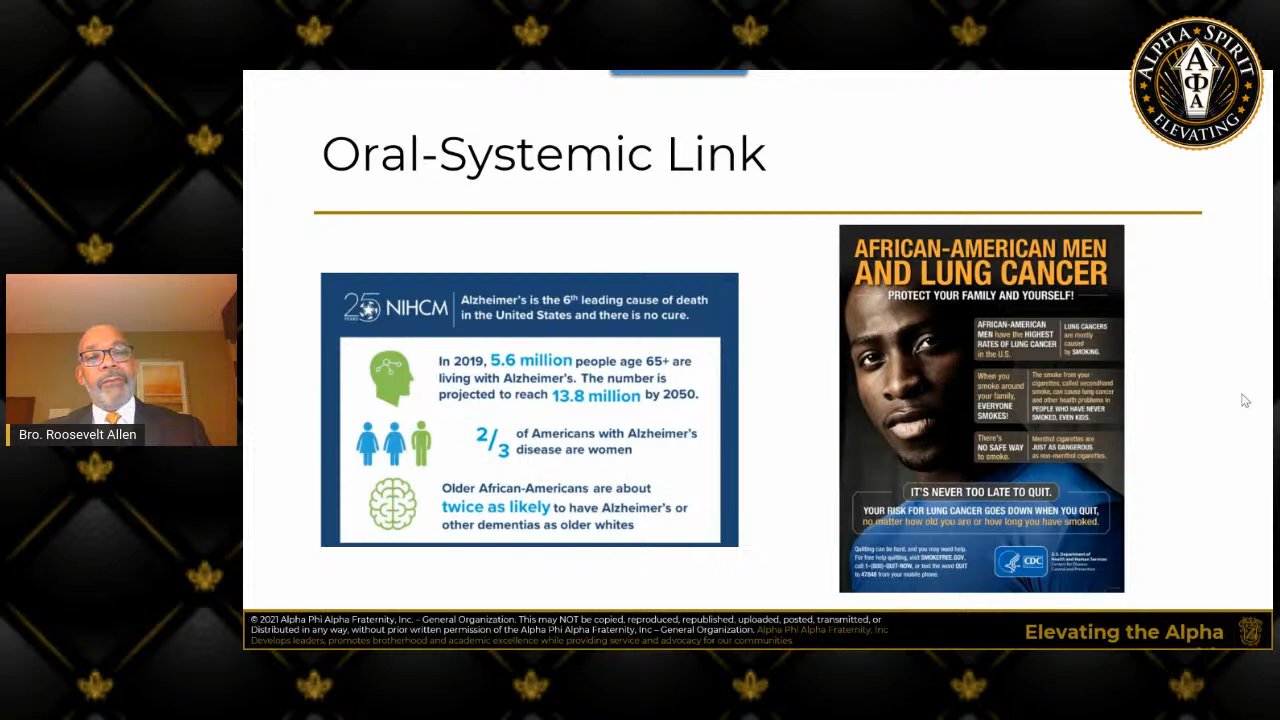 ALPHA SPIRIT
ΑΦΑ
ELEVATING
Oral-Systemic Link
25
YEARS
NIHCM
Alzheimer's is the 6th leading cause of death
in the United States and there is no cure.
In 2019, 5.6 million people age 65+ are
living with Alzheimer's. The number is
projected to reach 13.8 million by 2050.
2/3 of Americans with Alzheimer's
disease are women
Older African-Americans are about
twice as likely to have Alzheimer's or
other dementias as older whites
AFRICAN-AMERICAN MEN
AND LUNG CANCER
PROTECT YOUR FAMILY AND YOURSELF!
AFRICAN-AMERICAN
MEN have the HIGHEST
RATES OF LUNG CANCER
in the U.S.
LUNG CANCERS
are mostly
caused
by SMOKING.
When you
smoke around
your family,
EVERYONE
SMOKES!
The smoke from your
cigarettes, called secondhand
smoke, can cause lung cancer
and other health problems in
PEOPLE WHO HAVE NEVER
SMOKED, EVEN KIDS.
There's
NO SAFE WAY
to smoke.
Menthol cigarettes are
JUST AS DANGEROUS
as non-menthol cigarettes.
IT'S NEVER TOO LATE TO QUIT.
YOUR RISK FOR LUNG CANCER GOES DOWN WHEN YOU QUIT,
no matter how old you are or how long you have smoked.
Quitting can be hard, and you may need help.
For free help quitting, visit SMOKEFREE.GOV,
call 1-(800)-QUIT-NOW, or text the word QUIT
to 47848 from your mobile phone.
CDC
U.S. Department of
Health and Human Services
Centers for Disease
Control and Prevention
Bro. Roosevelt Allen
© 2021 Alpha Phi Alpha Fraternity, Inc. – General Organization. This may NOT be copied, reproduced, republished, uploaded, posted, transmitted, or
Distributed in any way, without prior written permission of the Alpha Phi Alpha Fraternity, Inc – General Organization. Alpha Phi Alpha Fraternity, Inc
Develops leaders, promotes brotherhood and academic excellence while providing service and advocacy for our communities
Elevating the Alpha